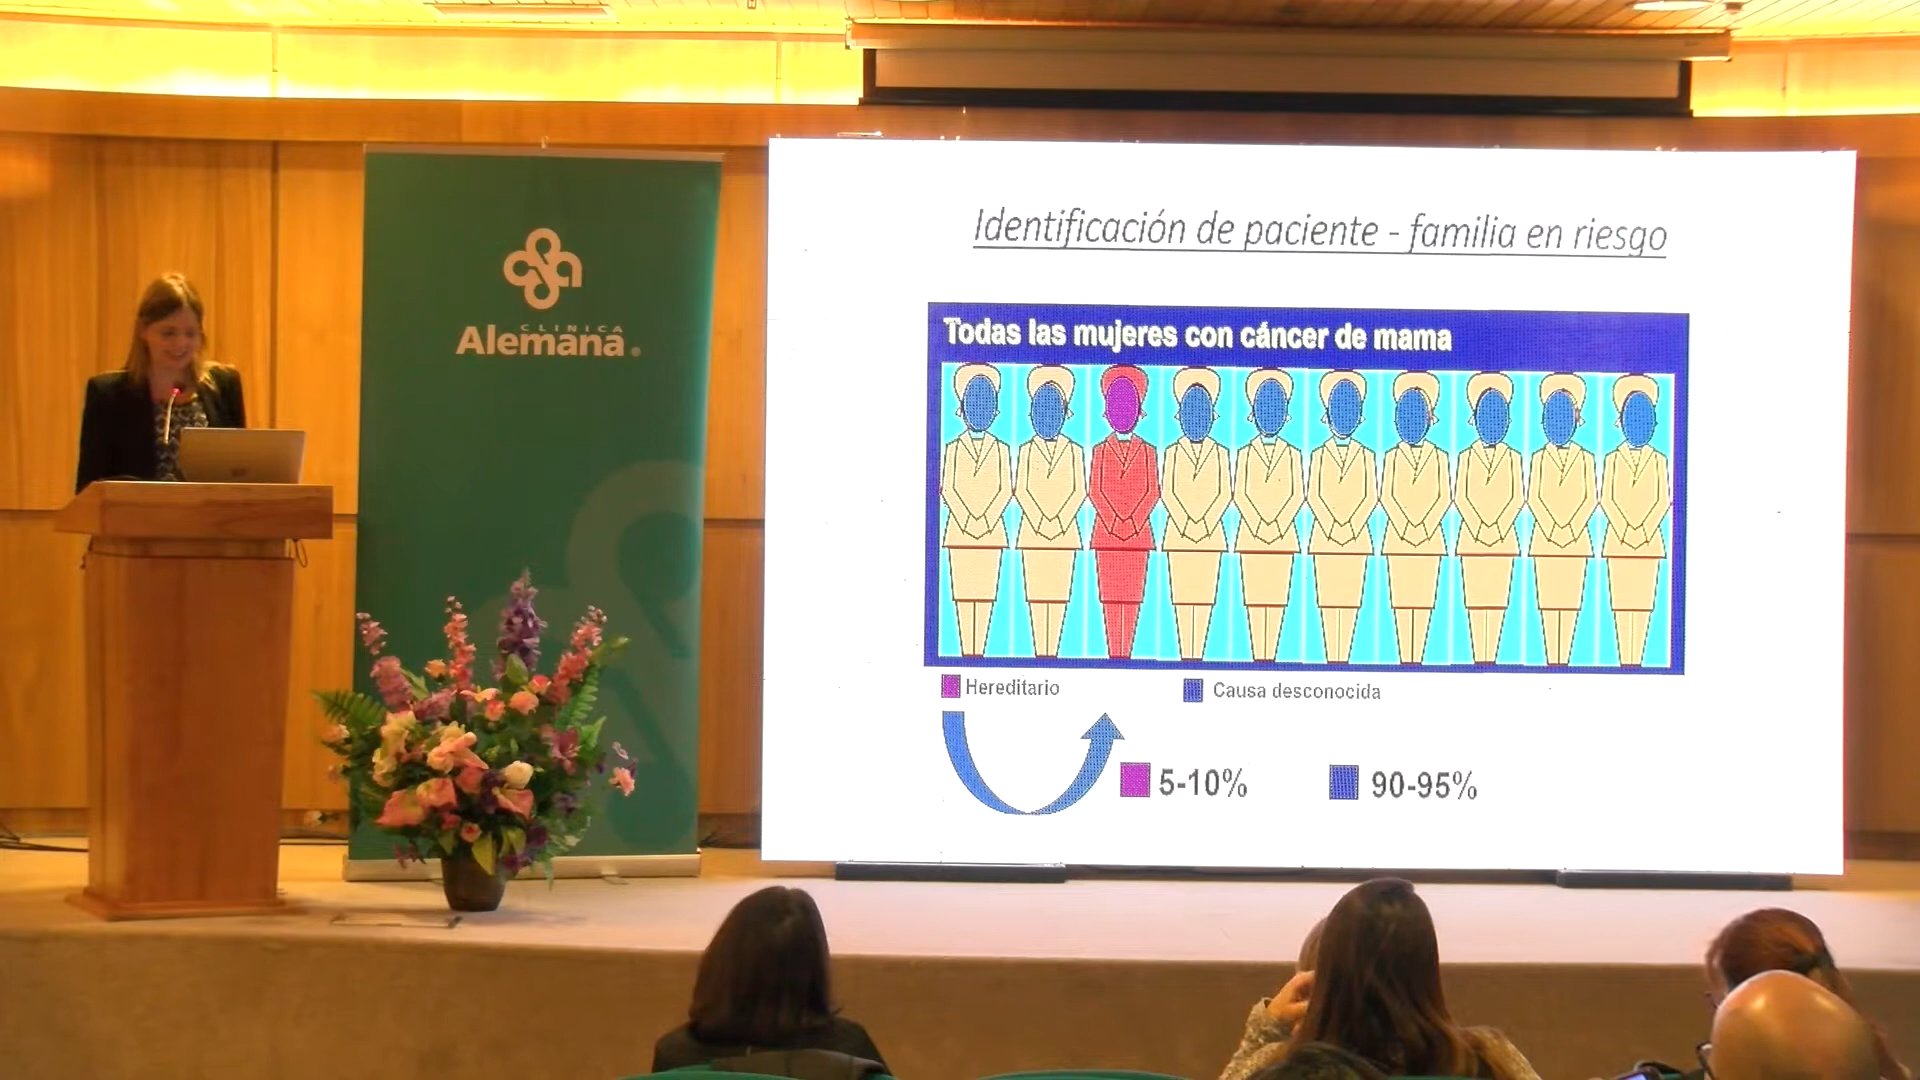 CLINICA
Alemana
Identificación de paciente - familia en riesgo
Todas las mujeres con cáncer de mama
Hereditario
Causa desconocida
5-10%
90-95%